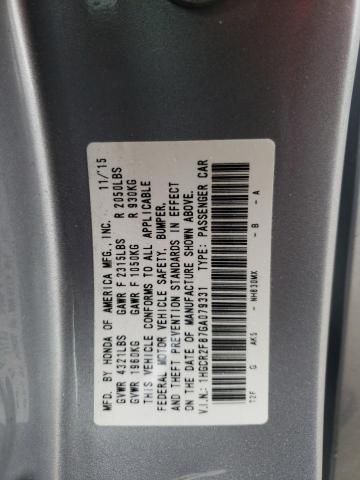 MFD. BY HONDA OF AMERICA MFG., INC. 11/15
GVWR 4321LBS GAWR F 2315LBS R 2050LBS
GVWR 1960KG GAWR F 1050KG R 930KG
THIS VEHICLE CONFORMS TO ALL APPLICABLE
FEDERAL MOTOR VEHICLE SAFETY, BUMPER,
AND THEFT PREVENTION STANDARDS IN EFFECT
ON THE DATE OF MANUFACTURE SHOWN ABOVE.
V.I.N.: 1HGCR2F87GA079331 TYPE: PASSENGER CAR
T2F G AK5 - NH830MX - B - A